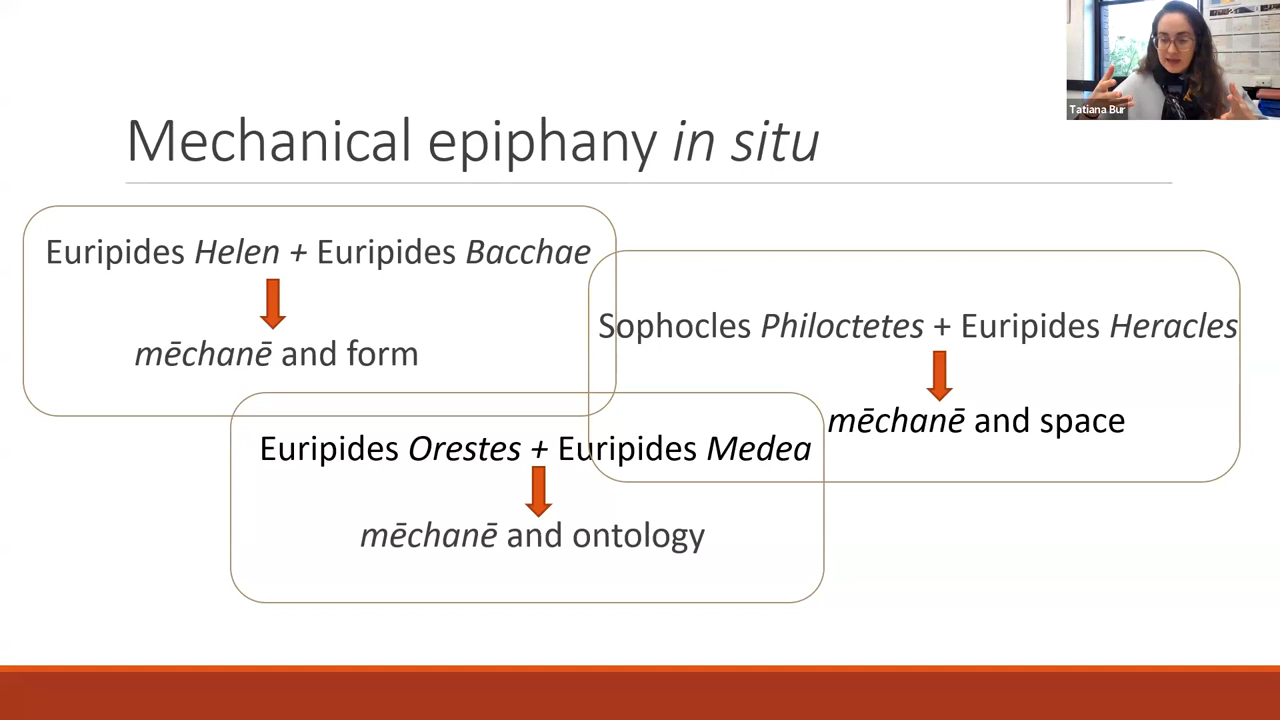 Tatiana Bur
Mechanical epiphany in situ
Euripides Helen + Euripides Bacchae
mēchanē and form
Sophocles Philoctetes + Euripides Heracles
mēchanē and space
Euripides Orestes + Euripides Medea
mēchanē and ontology